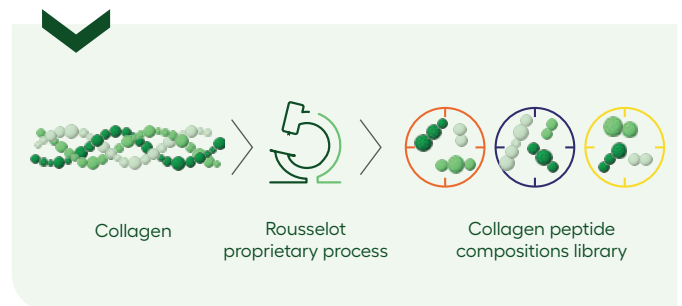 Collagen
Rousselot
proprietary process
Collagen peptide
compositions library